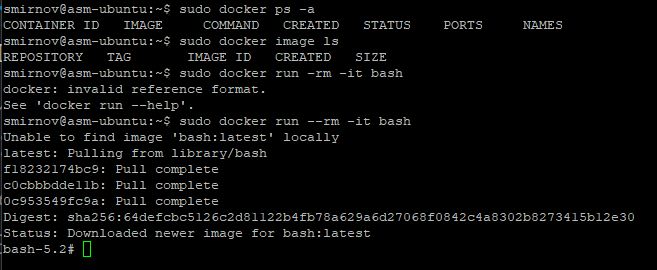 smirnov@asm-ubuntu:~$ sudo docker ps -a
CONTAINER ID   IMAGE     COMMAND   CREATED   STATUS    PORTS     NAMES
smirnov@asm-ubuntu:~$ sudo docker image ls
REPOSITORY   TAG       IMAGE ID   CREATED   SIZE
smirnov@asm-ubuntu:~$ sudo docker run -rm -it bash
docker: invalid reference format.
See 'docker run --help'.
smirnov@asm-ubuntu:~$ sudo docker run --rm -it bash
Unable to find image 'bash:latest' locally
latest: Pulling from library/bash
f18232174bc9: Pull complete
c0cbbbdde11b: Pull complete
0c953549fc9a: Pull complete
Digest: sha256:64defcbc5126c2d81122b4fb78a629a6d27068f0842c4a8302b8273415b12e30
Status: Downloaded newer image for bash:latest
bash-5.2#